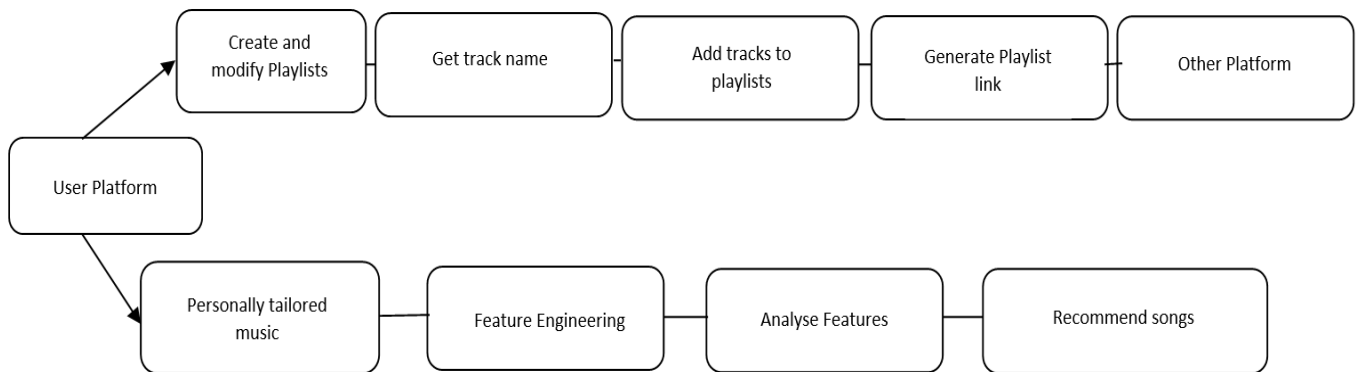 Create and
modify Playlists
Get track name
Add tracks to
playlists
Generate Playlist
link
Other Platform
User Platform
Personally tailored
music
Feature Engineering
Analyse Features
Recommend songs